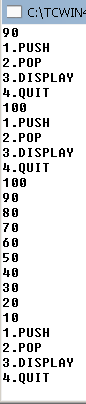 C:\TCWIN4
90
1.PUSH
2.POP
3.DISPLAY
4.QUIT
100
1.PUSH
2.POP
3.DISPLAY
4.QUIT
100
90
80
70
60
50
40
30
20
10
1.PUSH
2.POP
3.DISPLAY
4.QUIT